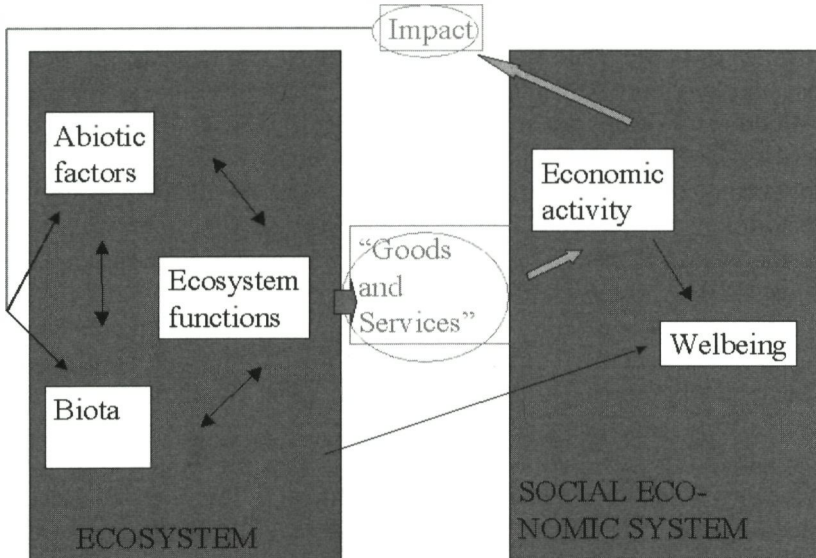 Impact
Abiotic
factors
Economic
activity
“Goods
and
Services”
Ecosystem
functions
Welbeing
Biota
SOCIAL ECO-
NOMIC SYSTEM
ECOSYSTEM